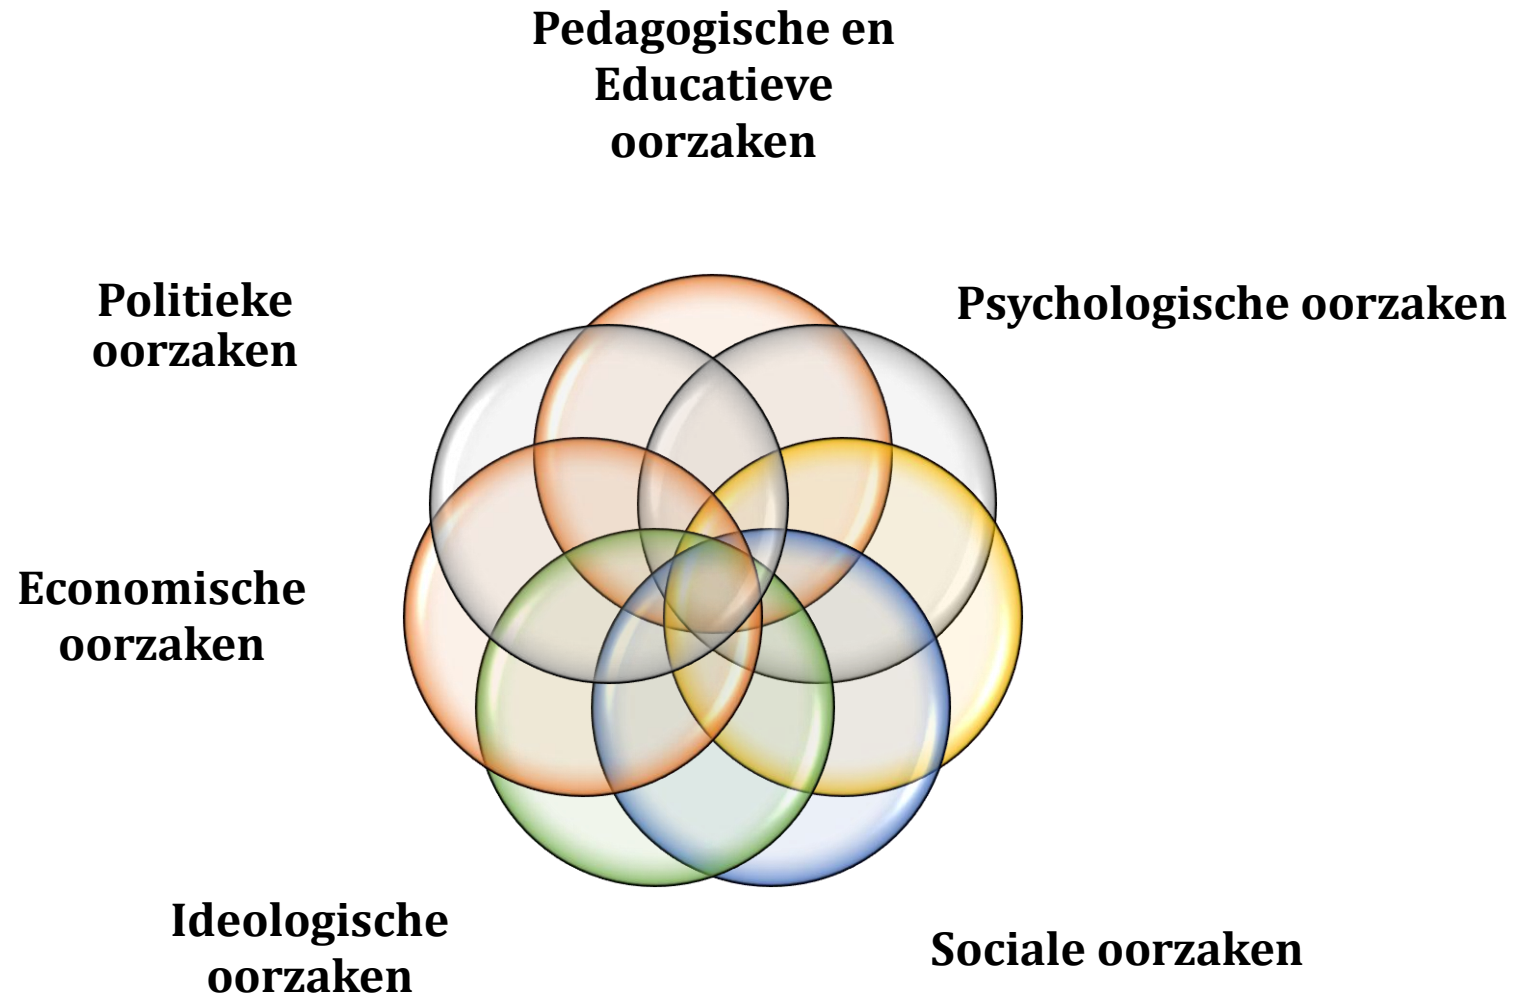 Pedagogische en
Educatieve
oorzaken
Politieke
oorzaken
Psychologische oorzaken
Economische
oorzaken
Ideologische
oorzaken
Sociale oorzaken